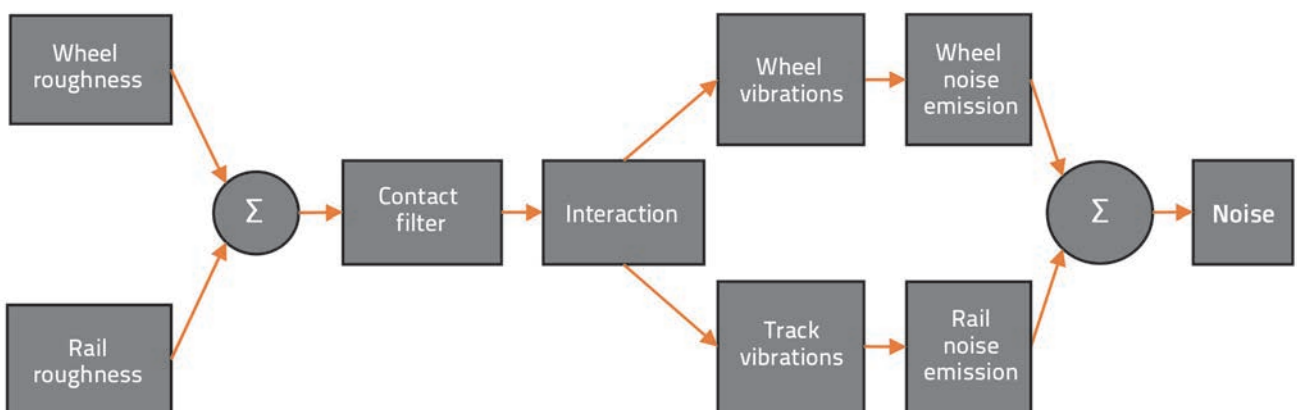 Wheel
roughness
Rail
roughness
Σ
Contact
filter
Interaction
Wheel
vibrations
Track
vibrations
Wheel
noise
emission
Rail
noise
emission
Σ
Noise